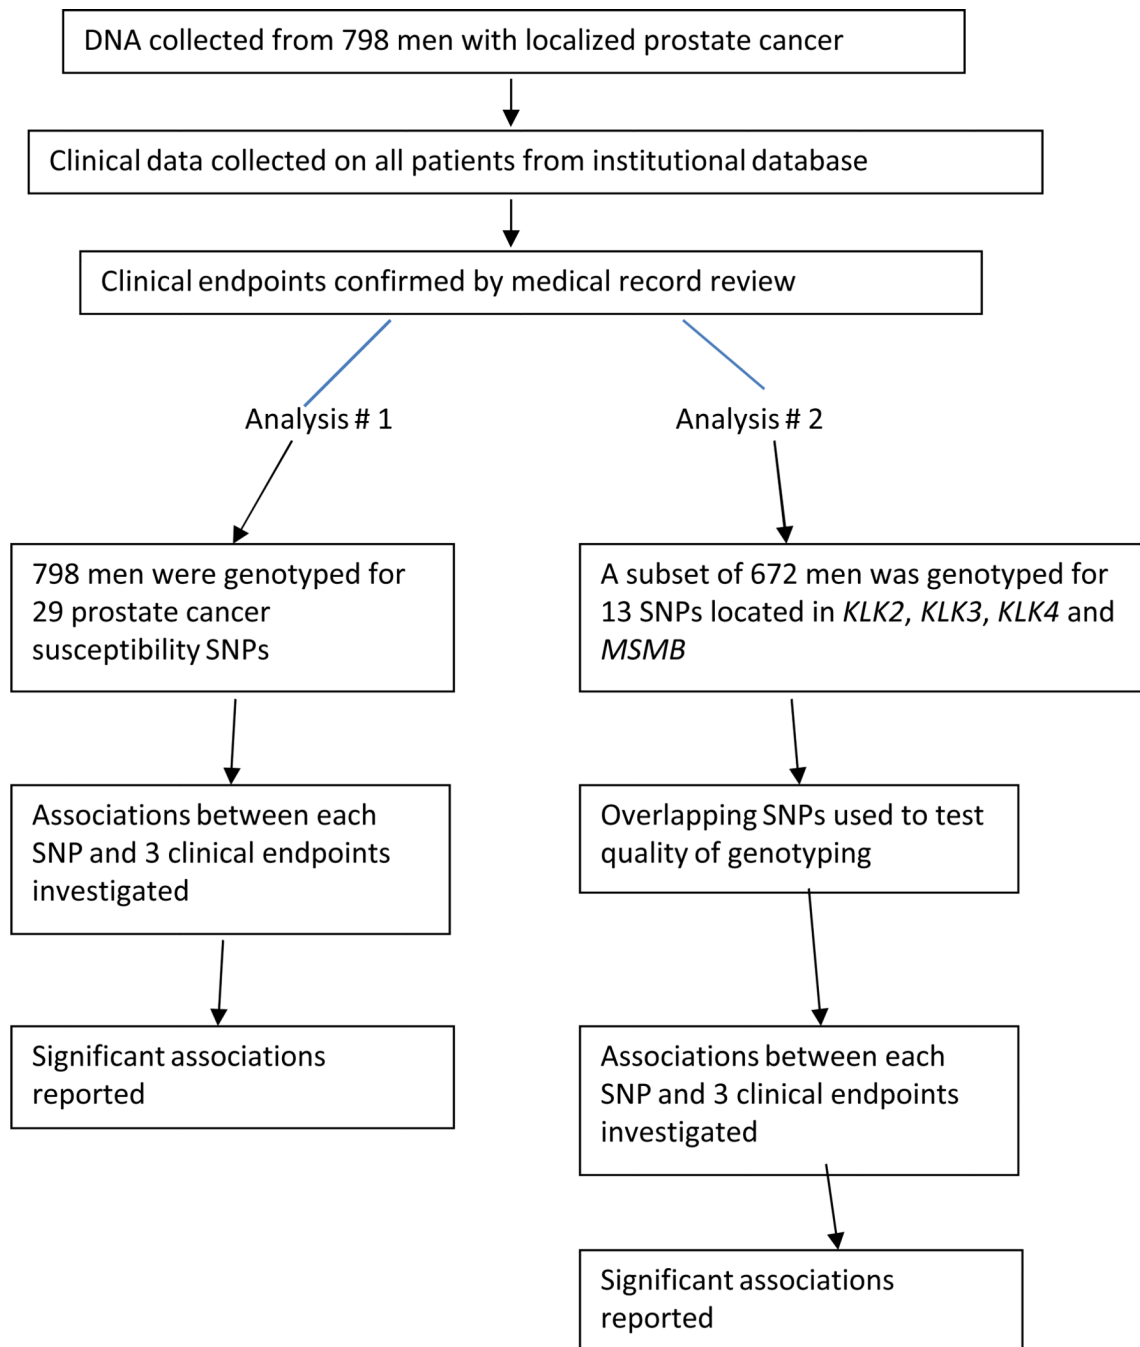 DNA collected from 798 men with localized prostate cancer
Clinical data collected on all patients from institutional database
Clinical endpoints confirmed by medical record review
Analysis # 1
Analysis # 2
798 men were genotyped for
29 prostate cancer
susceptibility SNPs
A subset of 672 men was genotyped for
13 SNPs located in KLK2, KLK3, KLK4 and
MSMB
Associations between each
SNP and 3 clinical endpoints
investigated
Overlapping SNPs used to test
quality of genotyping
Significant associations
reported
Associations between each
SNP and 3 clinical endpoints
investigated
Significant associations
reported